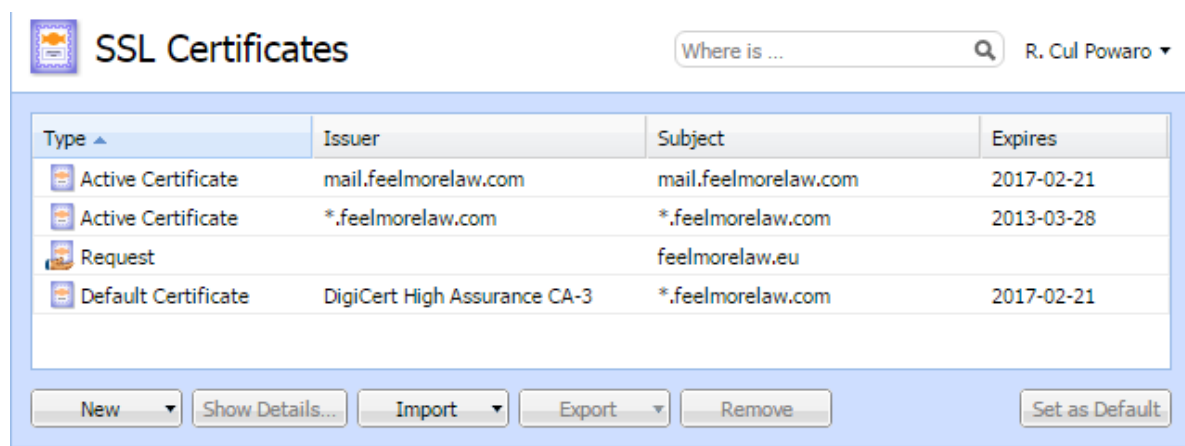 SSL Certificates
Where is ...
R. Cul Powaro
Type Issuer Subject Expires
Active Certificate mail.feelmorelaw.com mail.feelmorelaw.com 2017-02-21
Active Certificate *.feelmorelaw.com *.feelmorelaw.com 2013-03-28
Request feelmorelaw.eu
Default Certificate DigiCert High Assurance CA-3 *.feelmorelaw.com 2017-02-21
New Show Details... Import Export Remove Set as Default